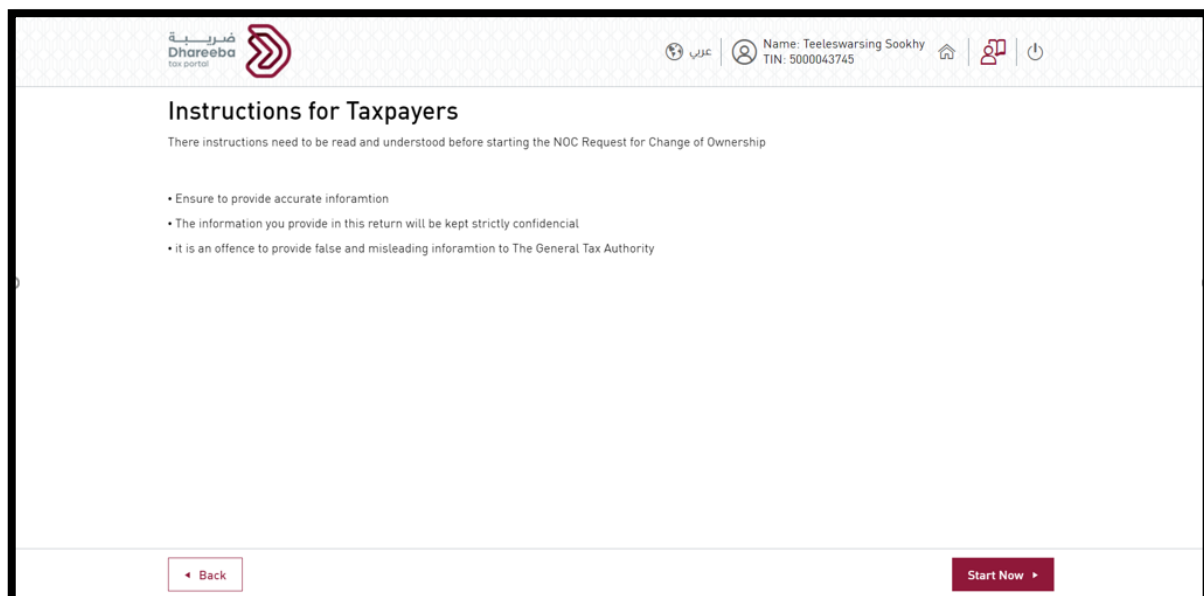 ضريبة
Dhareeba
tax portal
عربي
Name: Teeleswarsing Sookhy
TIN: 5000043745
Instructions for Taxpayers
There instructions need to be read and understood before starting the NOC Request for Change of Ownership
• Ensure to provide accurate inforamtion
• The information you provide in this return will be kept strictly confidencial
• it is an offence to provide false and misleading inforamtion to The General Tax Authority
Back
Start Now